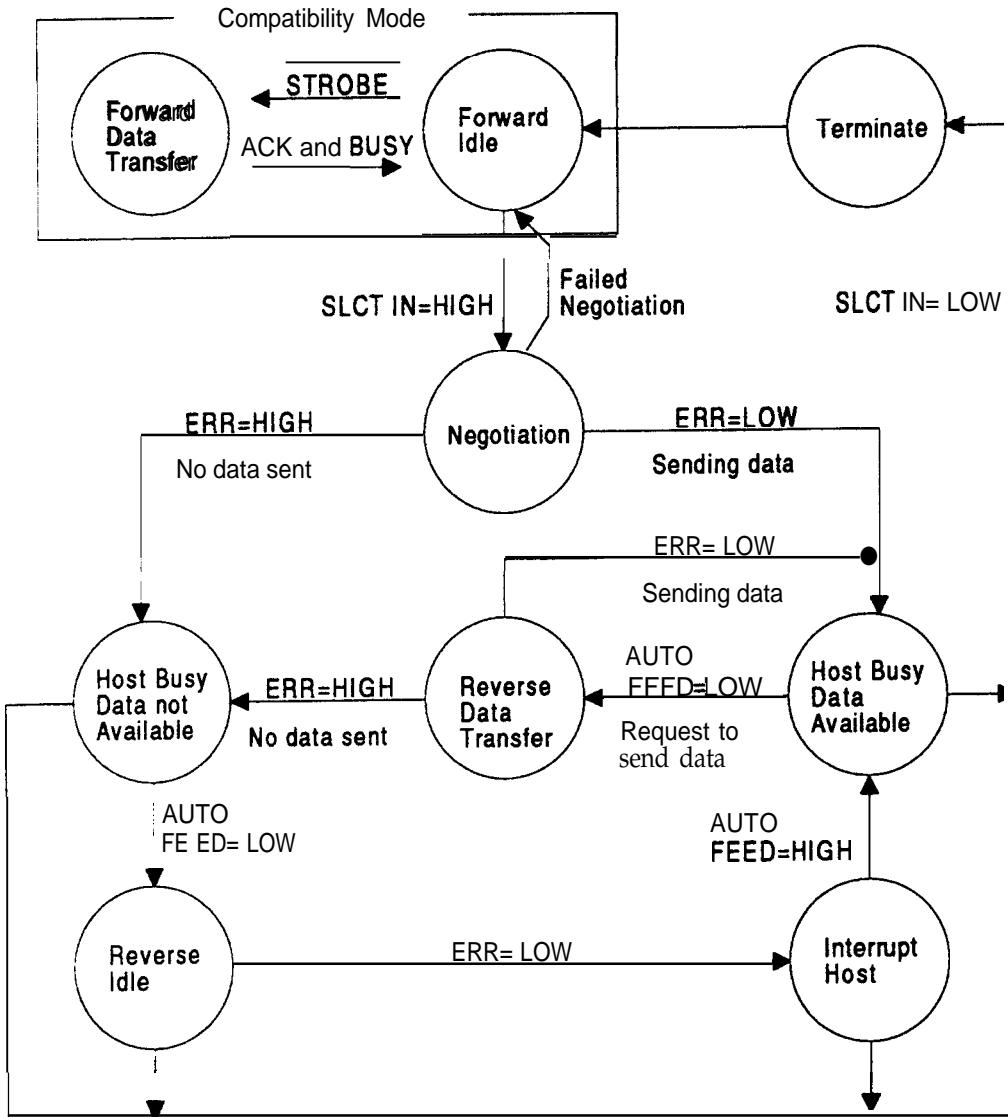 Compatibility Mode
STROBE
Forward
Data
Transfer
ACK and BUSY
Forward
Idle
Terminate
SLCT IN=HIGH
Failed
Negotiation
SLCT IN= LOW
ERR=HIGH
No data sent
Negotiation
ERR=LOW
Sending data
ERR= LOW
Sending data
Host Busy
Data not
Available
ERR=HIGH
No data sent
Reverse
Data
Transfer
AUTO
FEED=LOW
Request to
send data
Host Busy
Data
Available
AUTO
FE ED= LOW
AUTO
FEED=HIGH
Reverse
Idle
ERR= LOW
Interrupt
Host